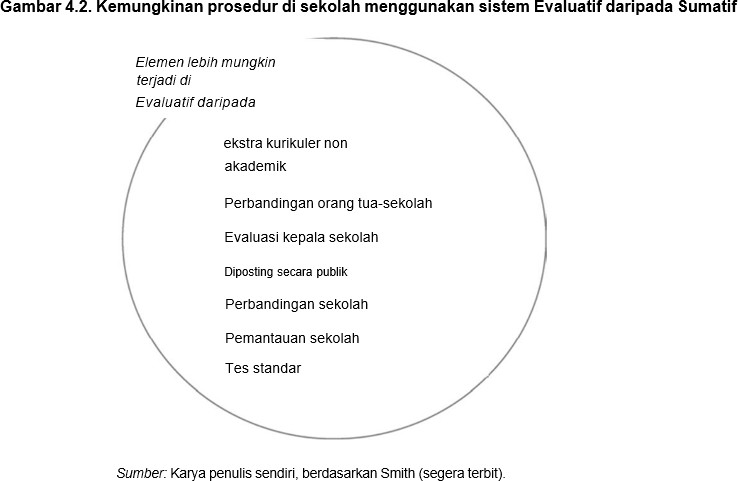 Gambar 4.2. Kemungkinan prosedur di sekolah menggunakan sistem Evaluatif daripada Sumatif
Elemen lebih mungkin
terjadi di
Evaluatif daripada
ekstra kurikuler non
akademik
Perbandingan orang tua-sekolah
Evaluasi kepala sekolah
Diposting secara publik
Perbandingan sekolah
Pemantauan sekolah
Tes standar
Sumber: Karya penulis sendiri, berdasarkan Smith (segera terbit).